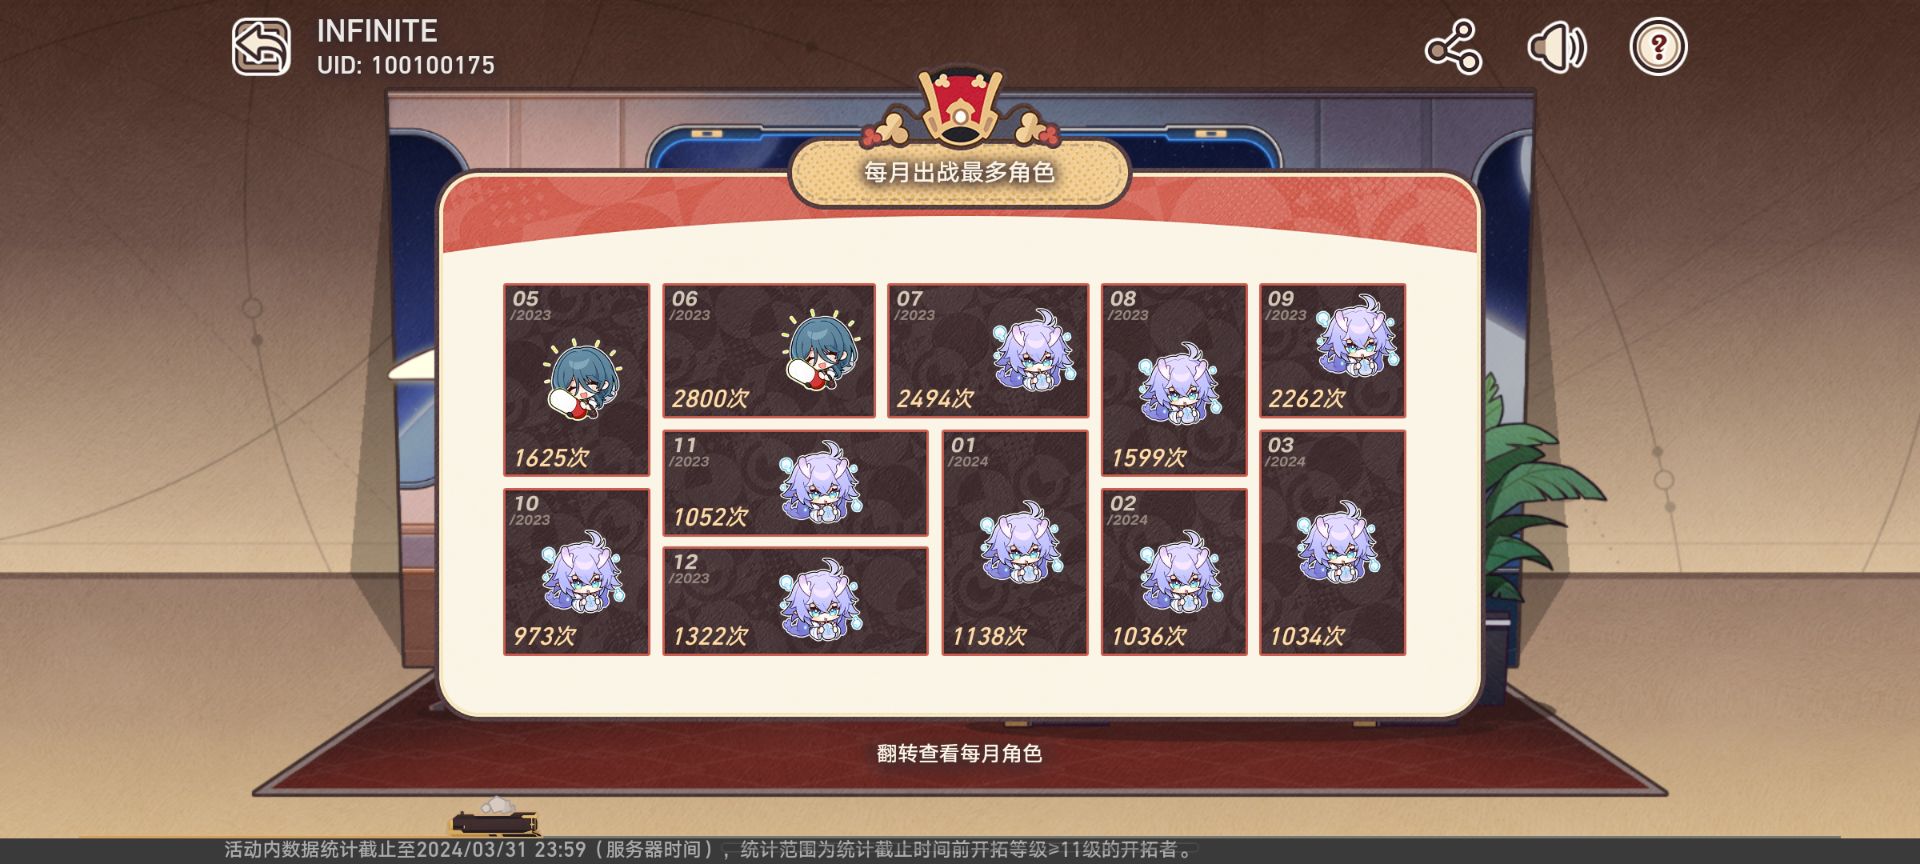 INFINITE
UID: 100100175
每月出战最多角色
05
/2023
1625次
06
/2023
2800次
07
/2023
2494次
08
/2023
1599次
09
/2023
2262次
10
/2023
973次
11
/2023
1052次
12
/2023
1322次
01
/2024
1138次
02
/2024
1036次
03
/2024
1034次
翻转查看每月角色
活动内数据统计截止至2024/03/31 23:59（服务器时间），统计范围为统计截止时间前开拓等级≥11级的开拓者。